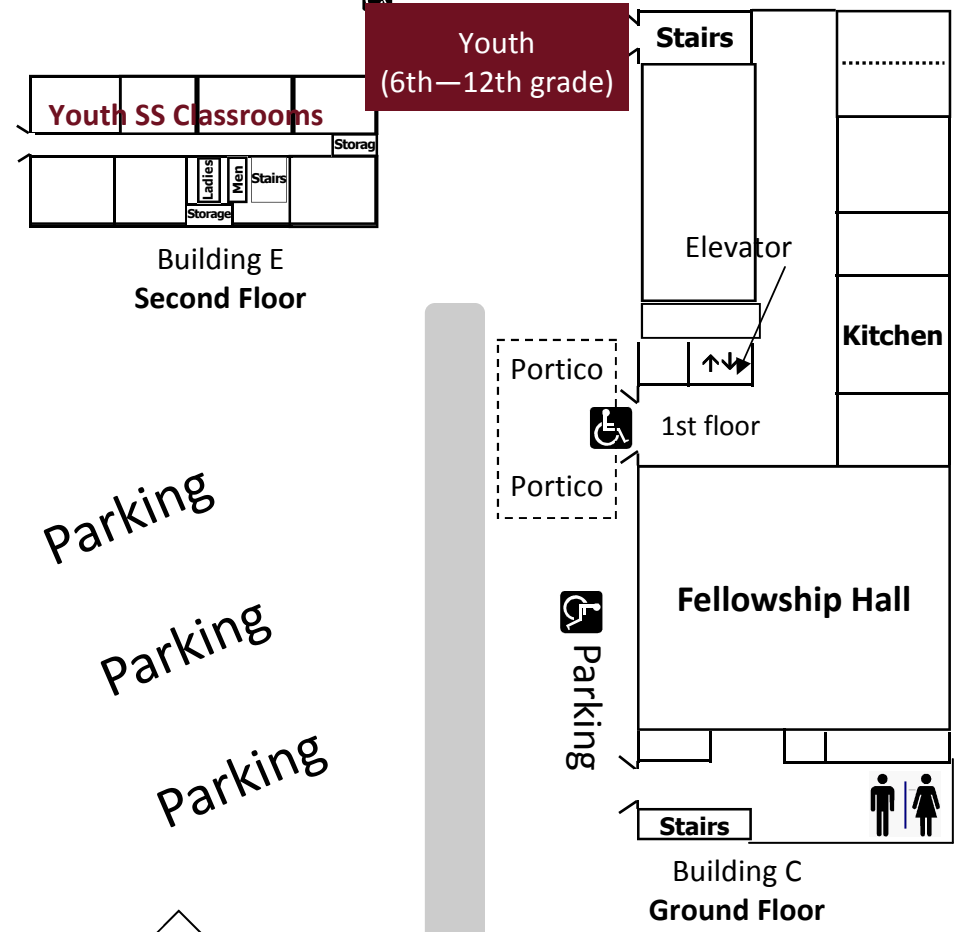 Youth
(6th—12th grade)
Stairs
Youth SS Classrooms
Storag
Ladies
Men
Stairs
Storage
Building E
Second Floor
Elevator
Kitchen
Portico
1st floor
Portico
Parking
Parking
Parking
Parking
Fellowship Hall
Stairs
Building C
Ground Floor